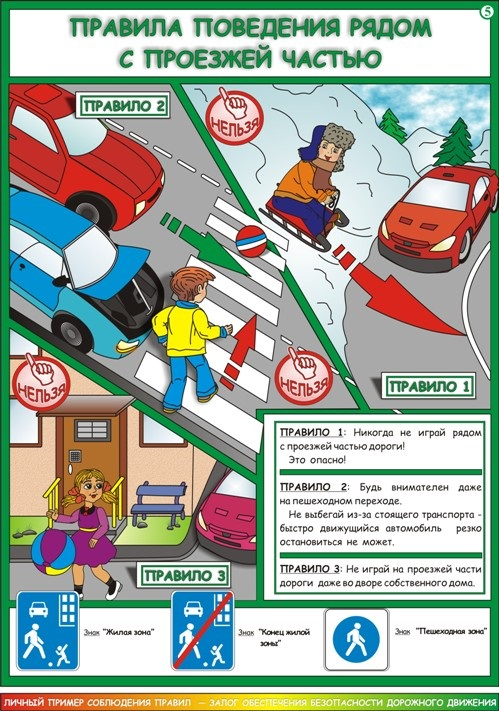 5
ПРАВИЛА ПОВЕДЕНИЯ РЯДОМ
С ПРОЕЗЖЕЙ ЧАСТЬЮ
ПРАВИЛО 2
НЕЛЬЗЯ
ПРАВИЛО 1
НЕЛЬЗЯ
НЕЛЬЗЯ
ПРАВИЛО 3
ПРАВИЛО 1: Никогда не играй рядом
с проезжей частью дороги!
Это опасно!
ПРАВИЛО 2: Будь внимателен даже
на пешеходном переходе.
Не выбегай из-за стоящего транспорта -
быстро движущийся автомобиль резко
остановиться не может.
ПРАВИЛО 3: Не играй на проезжей части
дороги даже во дворе собственного дома.
Знак "Жилая зона"
Знак "Конец жилой
зоны"
Знак "Пешеходная зона"
ЛИЧНЫЙ ПРИМЕР СОБЛЮДЕНИЯ ПРАВИЛ — ЗАЛОГ ОБЕСПЕЧЕНИЯ БЕЗОПАСНОСТИ ДОРОЖНОГО ДВИЖЕНИЯ